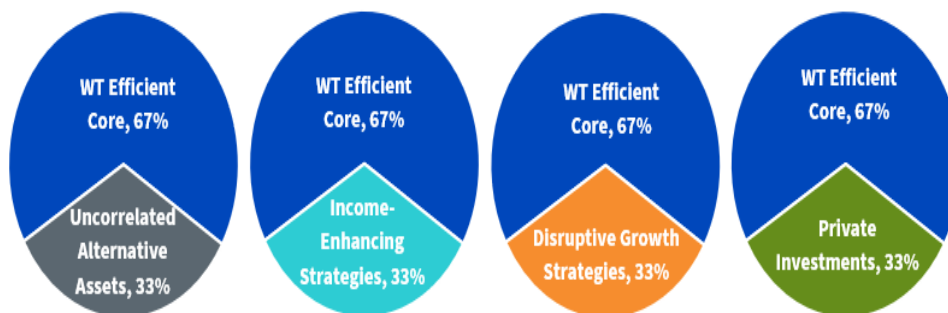 WT Efficient
Core, 67%
Uncorrelated
Alternative
Assets, 33%
WT Efficient
Core, 67%
Income-
Enhancing
Strategies, 33%
WT Efficient
Core, 67%
Disruptive Growth
Strategies, 33%
WT Efficient
Core, 67%
Private
Investments, 33%